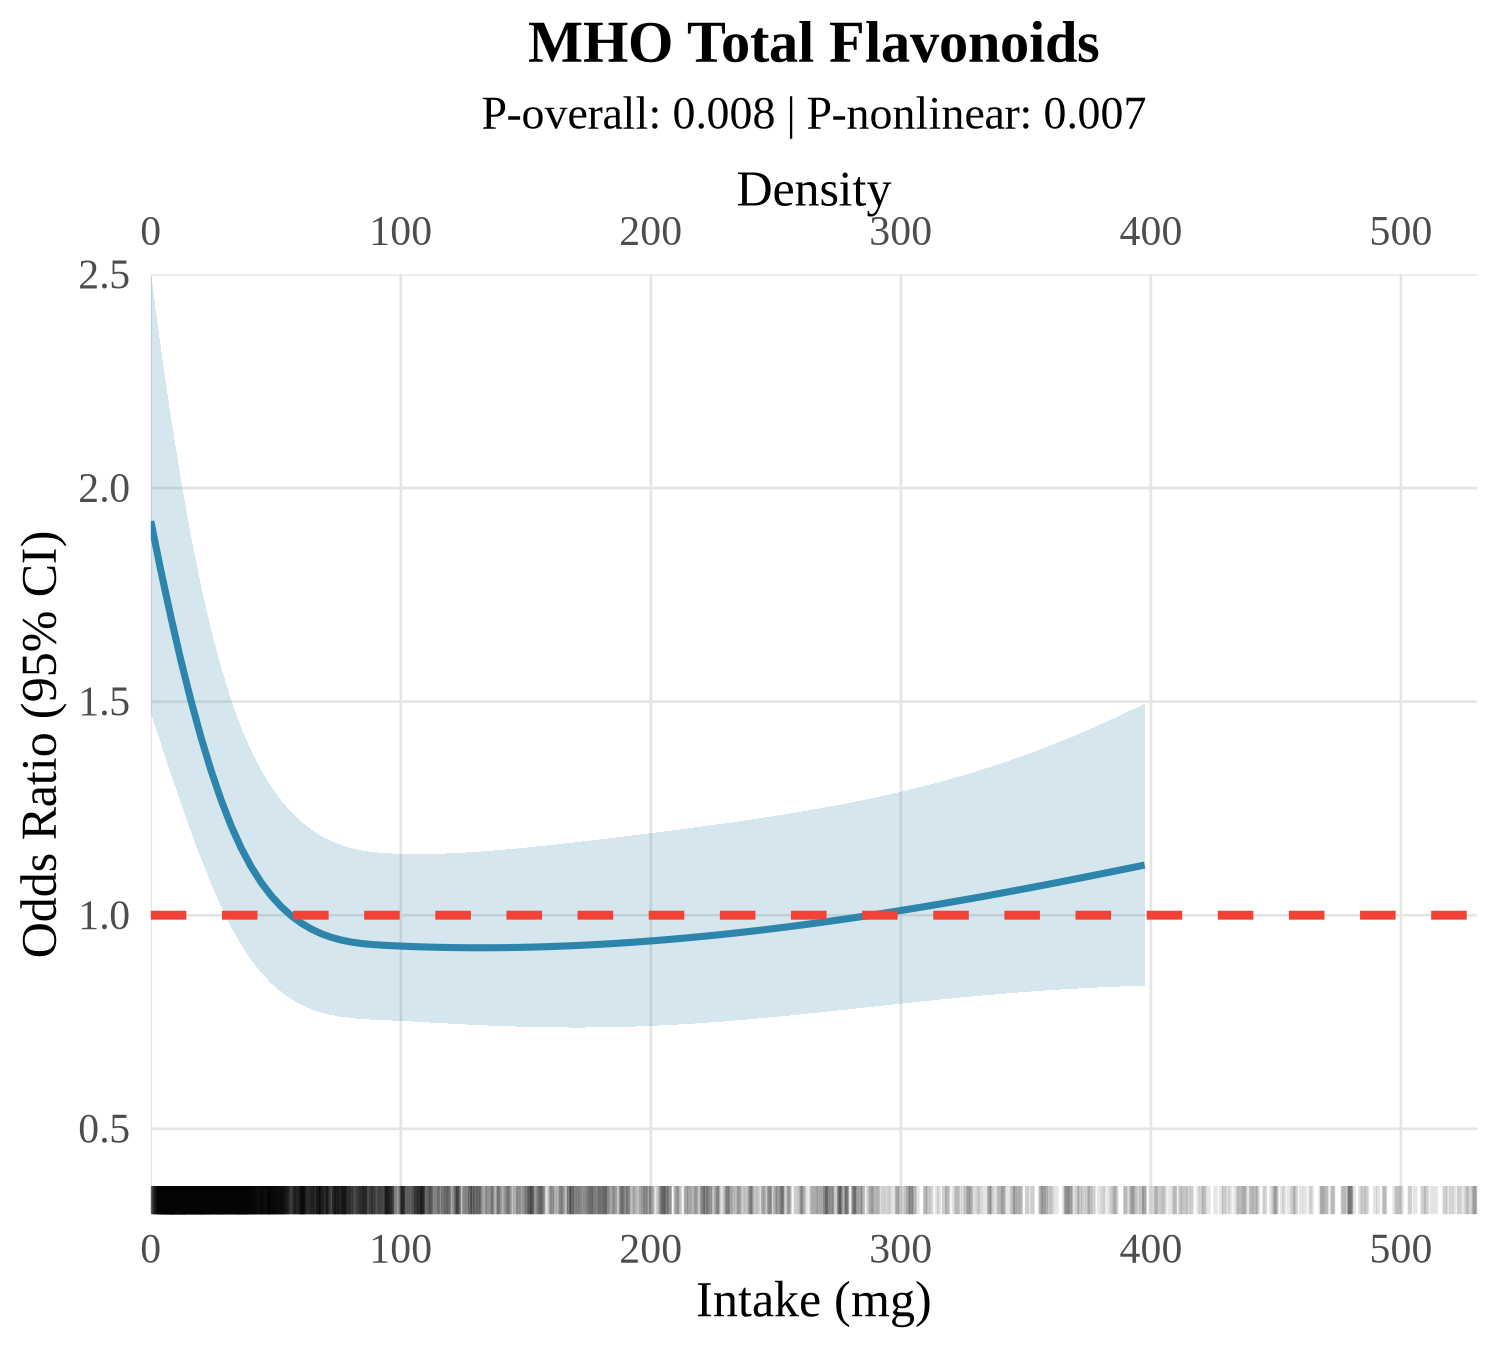 MHO Total Flavonoids
P-overall: 0.008 | P-nonlinear: 0.007
Density
0 100 200 300 400 500
2.5
2.0
1.5
1.0
0.5
Odds Ratio (95% CI)
0 100 200 300 400 500
Intake (mg)